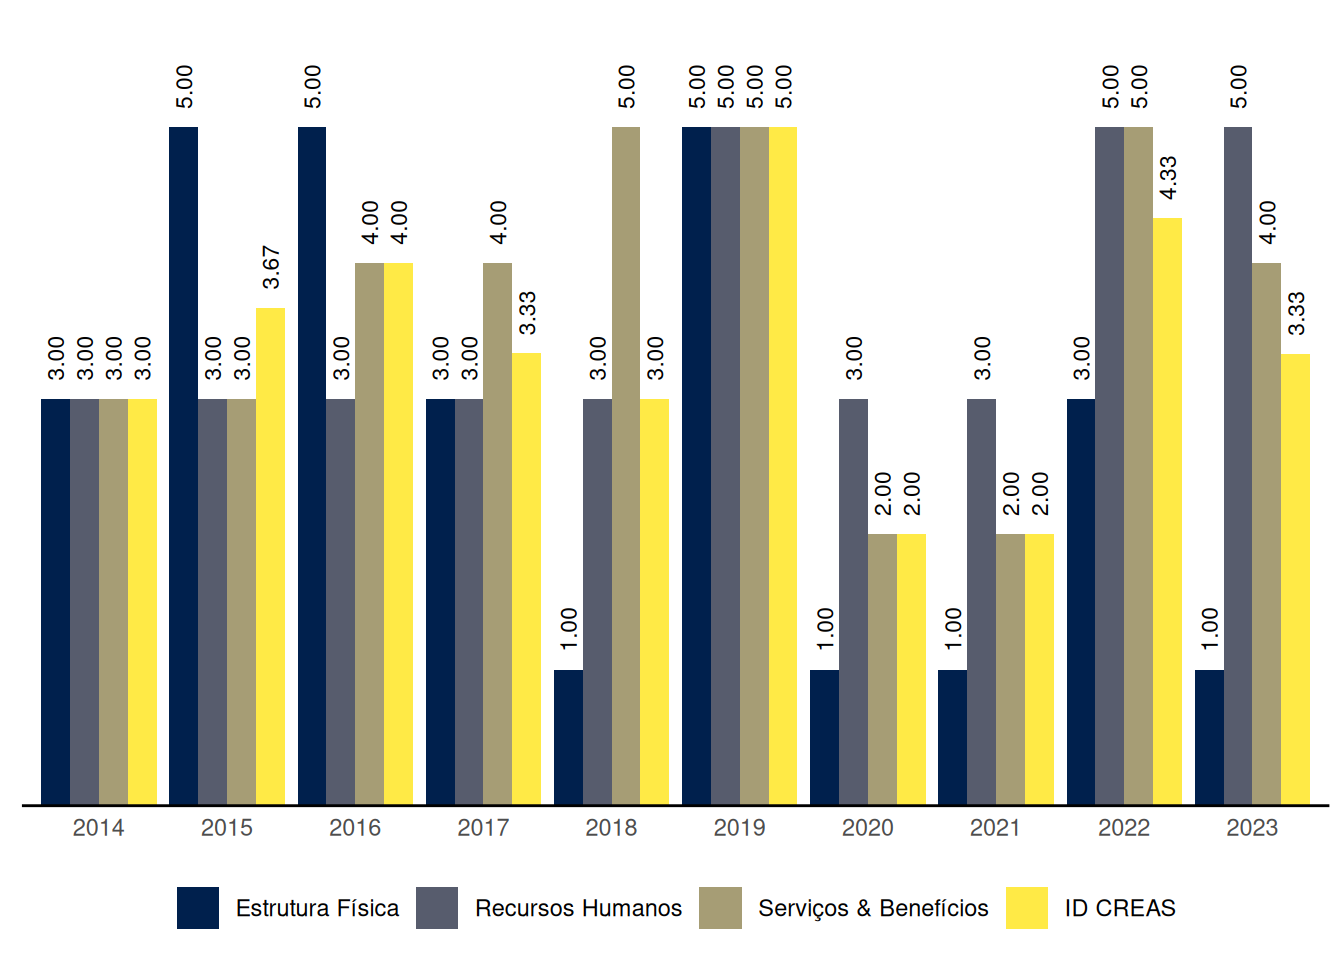 3.00 3.00 3.00 3.00
5.00 3.00 3.00 3.67
5.00 3.00 4.00 4.00
3.00 3.00 4.00 3.33
1.00 3.00 5.00 3.00
5.00 5.00 5.00 5.00
1.00 3.00 2.00 2.00
1.00 3.00 2.00 2.00
3.00 5.00 5.00 4.33
1.00 5.00 4.00 3.33
2014 2015 2016 2017 2018 2019 2020 2021 2022 2023
Estrutura Física Recursos Humanos Serviços & Benefícios ID CREAS